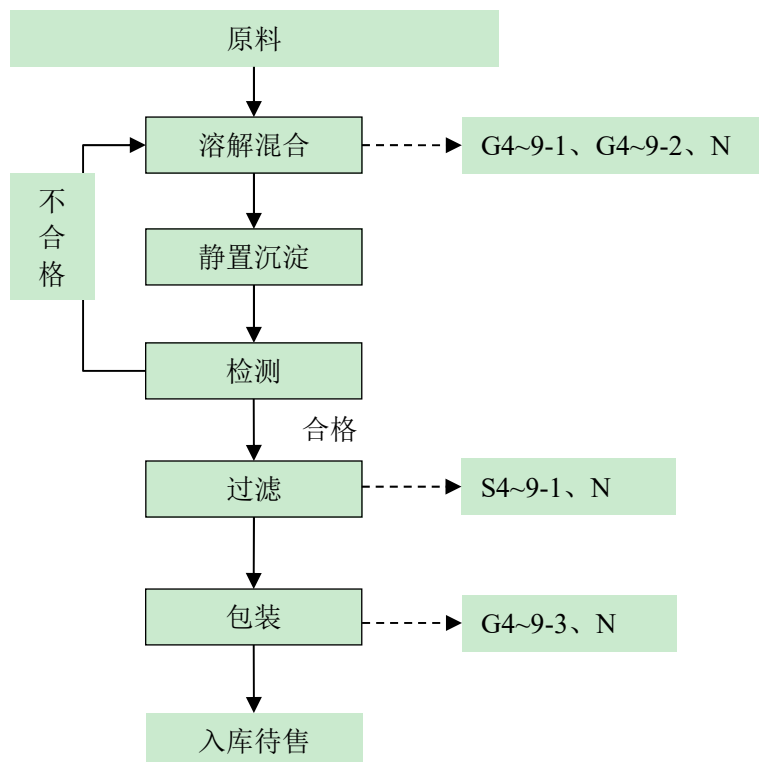 原料
溶解混合
G4~9-1、G4~9-2、N
不
合
格
静置沉淀
检测
合格
过滤
S4~9-1、N
包装
G4~9-3、N
入库待售